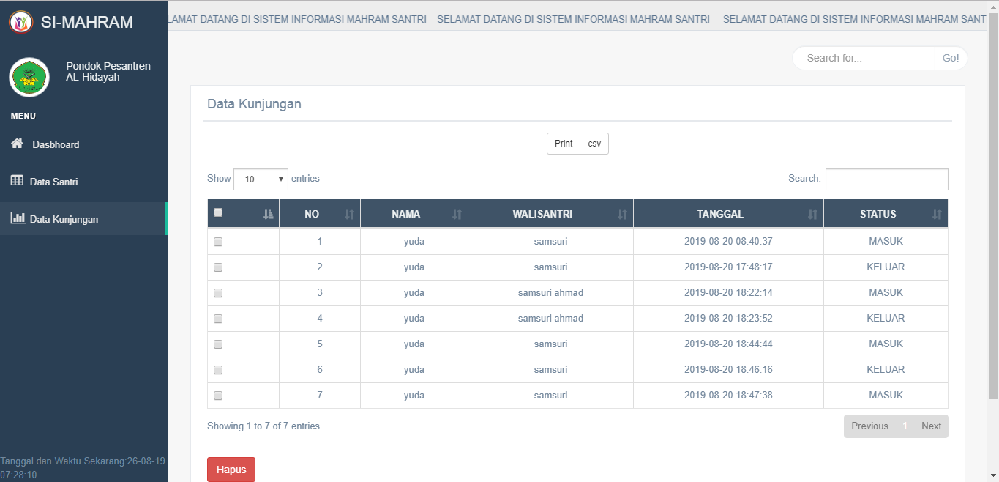 SI-MAHRAM
LAMAT DATANG DI SISTEM INFORMASI MAHRAM SANTRI SELAMAT DATANG DI SISTEM INFORMASI MAHRAM SANTRI SELAMAT DATANG DI SISTEM INFORMASI MAHRAM SANT
Pondok Pesantren
AL-Hidayah
MENU
Dasbhoard
Data Santri
Data Kunjungan
Tanggal dan Waktu Sekarang:26-08-19
07:28:10
Search for... Go!
Data Kunjungan
Print csv
Show 10 entries Search:
NO NAMA WALISANTRI TANGGAL STATUS
1 yuda samsuri 2019-08-20 08:40:37 MASUK
2 yuda samsuri 2019-08-20 17:48:17 KELUAR
3 yuda samsuri ahmad 2019-08-20 18:22:14 MASUK
4 yuda samsuri ahmad 2019-08-20 18:23:52 KELUAR
5 yuda samsuri 2019-08-20 18:44:44 MASUK
6 yuda samsuri 2019-08-20 18:46:16 KELUAR
7 yuda samsuri 2019-08-20 18:47:38 MASUK
Showing 1 to 7 of 7 entries Previous 1 Next
Hapus